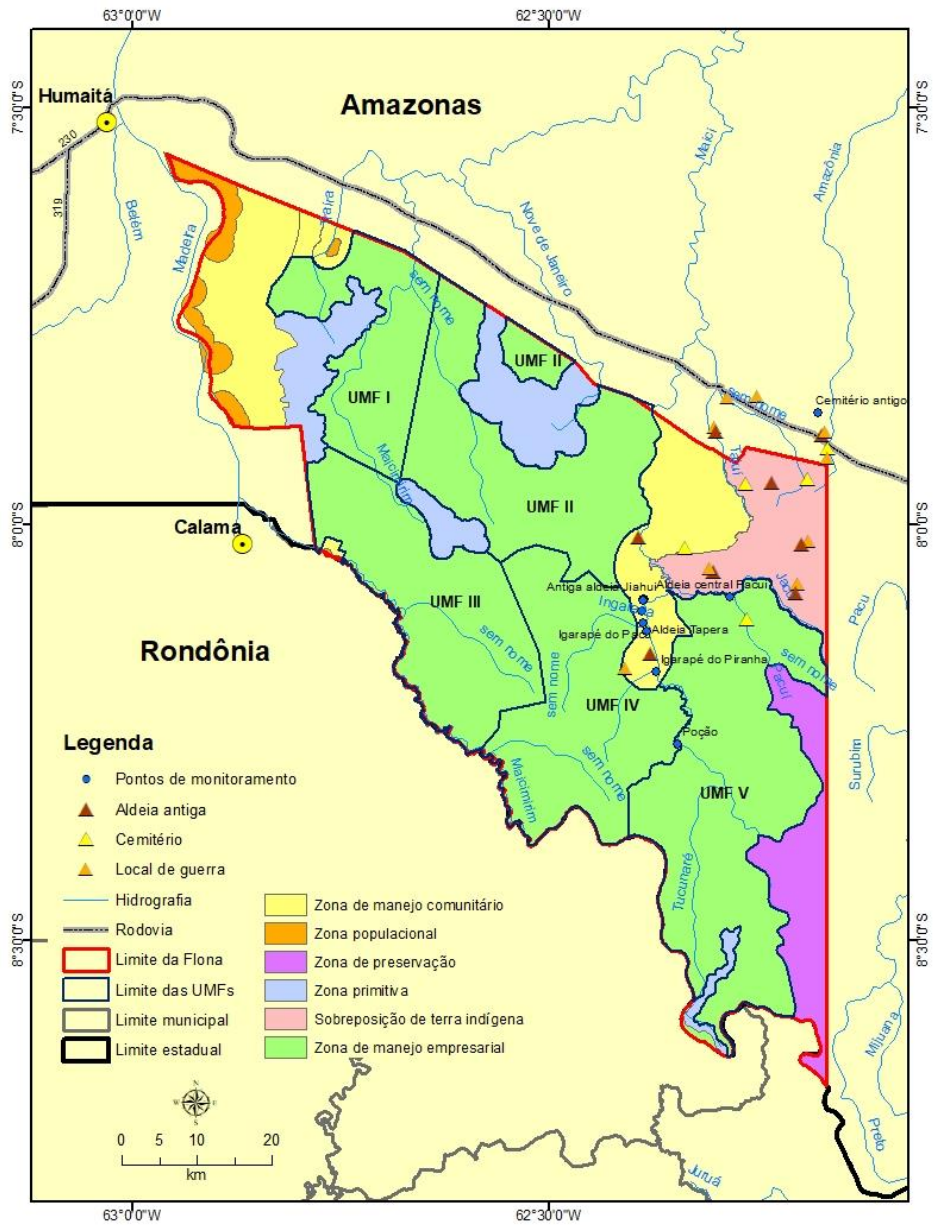 63°0'0"W
62°30'0"W
7°30'0"S
7°30'0"S
Humaitá
Amazonas
230
319
Belém
Madeira
Maici
Amazônia
Nove de Janeiro
sem nome
UMF II
UMF I
sem nome
Cemitério antigo
Maicimirim
UMF II
8°0'0"S
8°0'0"S
Calama
Antiga aldeia Jiahui
Aldeia central Pacui
UMF III
Igarapé do Paca
Aldeia Tapera
Pacu
Rondônia
sem nome
sem nome
Igarapé do Piranha
sem nome
Pacuí
UMF IV
Poção
Surubim
sem nome
Maicimirim
UMF V
Tucunaré
Legenda
Pontos de monitoramento
Aldeia antiga
Cemitério
Local de guerra
Hidrografia
Rodovia
Limite da Flona
Limite das UMFs
Limite municipal
Limite estadual
Zona de manejo comunitário
Zona populacional
Zona de preservação
Zona primitiva
Sobreposição de terra indígena
Zona de manejo empresarial
8°30'0"S
8°30'0"S
Mijuana
Preto
Juruá
N
W
E
S
0 5 10 20
km
63°0'0"W
62°30'0"W